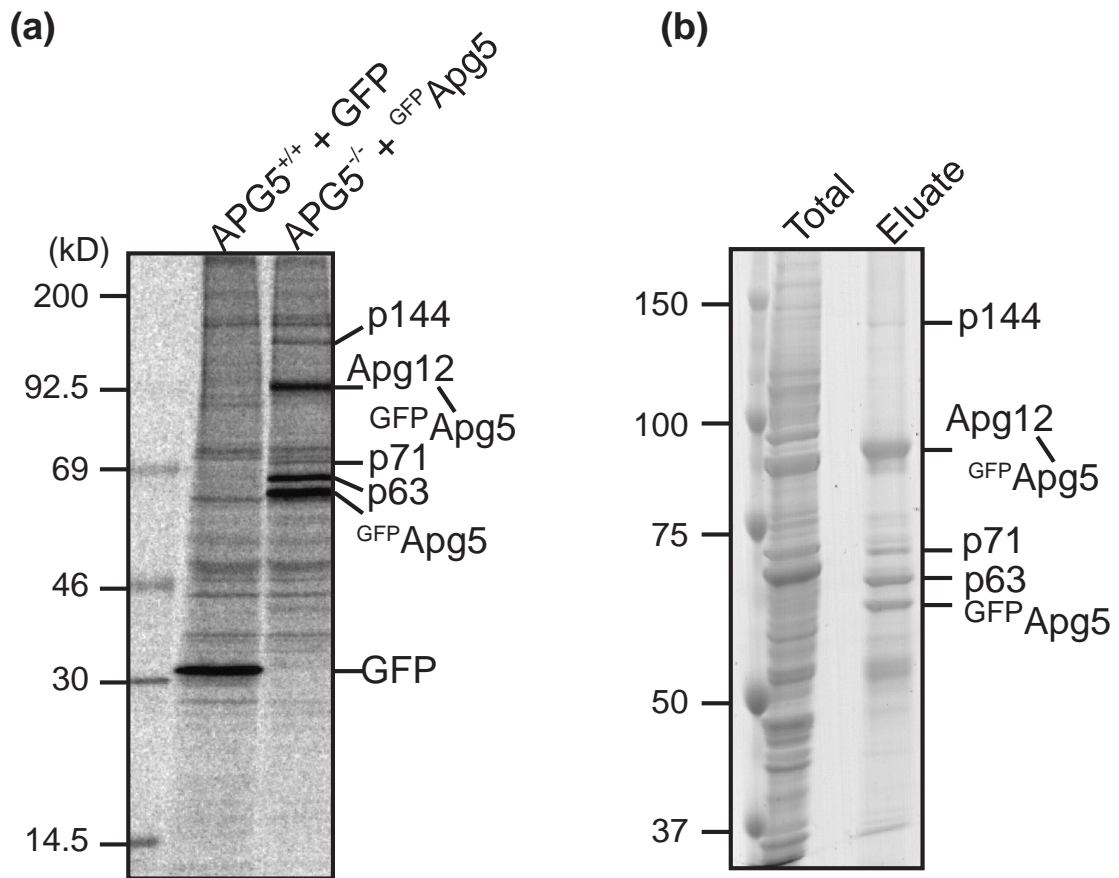 (a)
APG5+/+ + GFP
APG5-/- + GFPApg5
(kD)
200
92.5
69
46
30
14.5
p144
Apg12
GFPApg5
p71
p63
GFPApg5
GFP
(b)
Total
Eluate
150
100
75
50
37
p144
Apg12
GFPApg5
p71
p63
GFPApg5